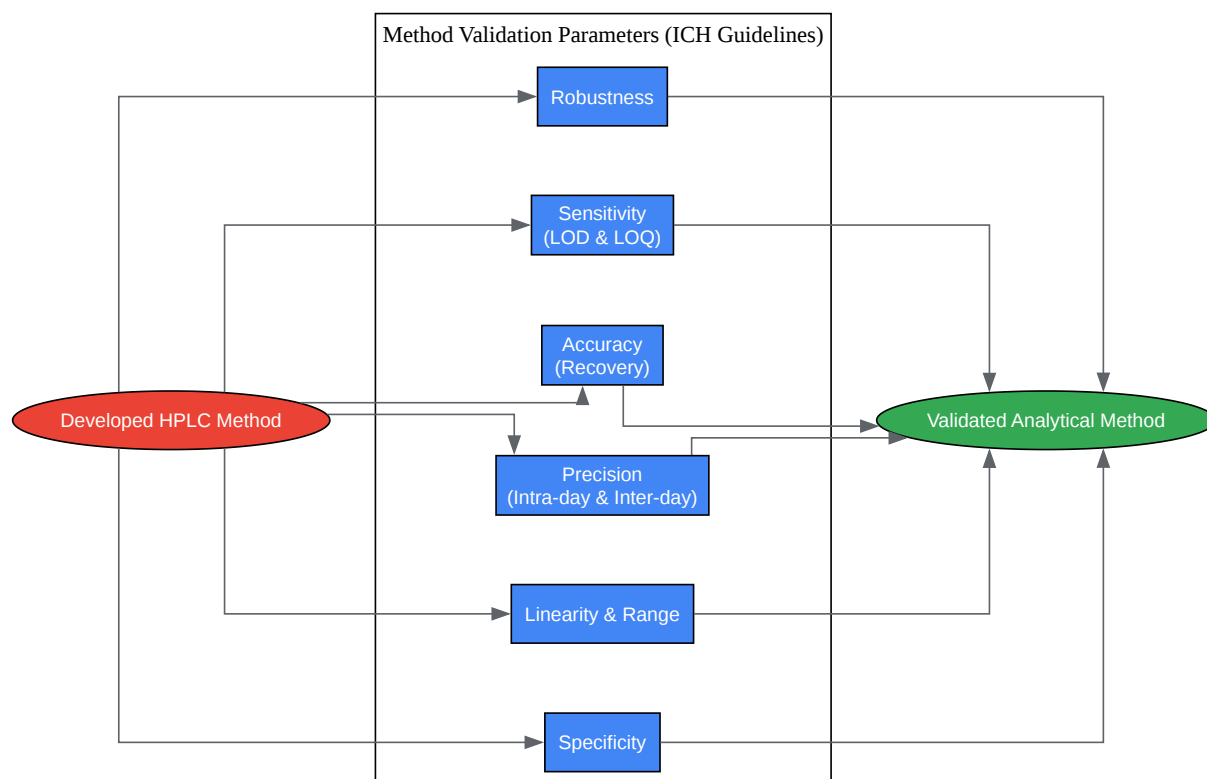 Method Validation Parameters (ICH Guidelines)
Robustness
Sensitivity
(LOD & LOQ)
Accuracy
(Recovery)
Developed HPLC Method
Validated Analytical Method
Precision
(Intra-day & Inter-day)
Linearity & Range
Specificity